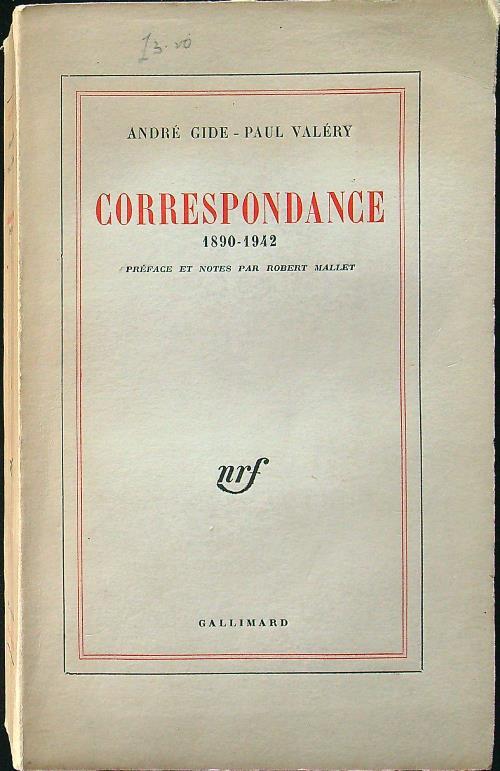 ANDRÉ GIDE - PAUL VALÉRY
CORRESPONDANCE
1890-1942
PRÉFACE ET NOTES PAR ROBERT MALLET
nrf
GALLIMARD